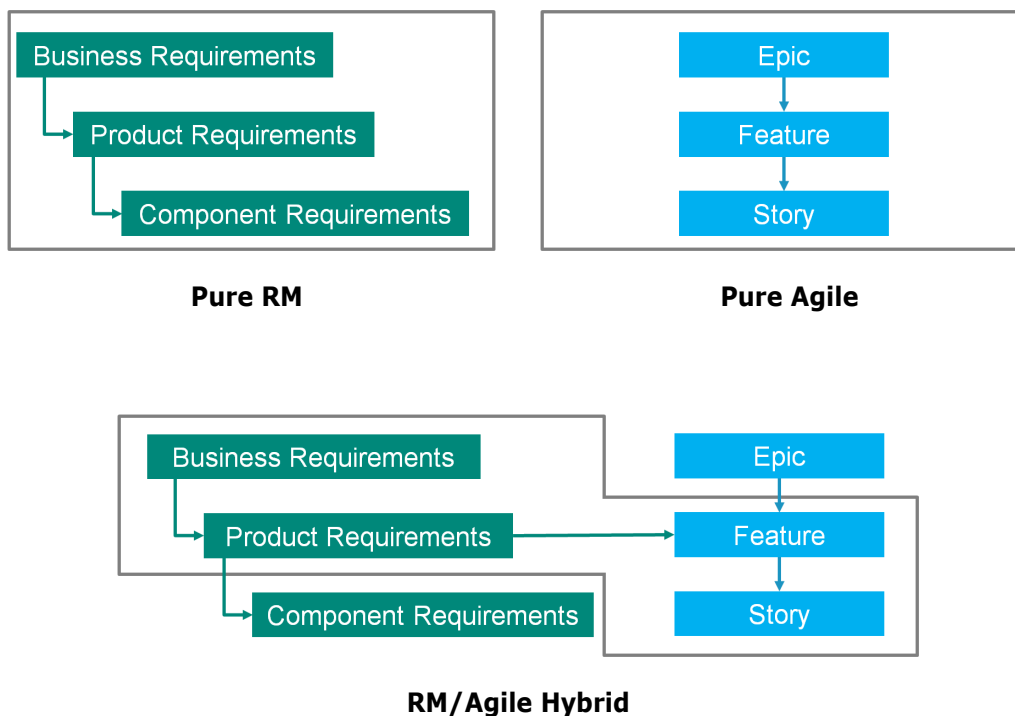 Business Requirements
Product Requirements
Component Requirements
Pure RM
Epic
Feature
Story
Pure Agile
Business Requirements
Product Requirements
Component Requirements
Epic
Feature
Story
RM/Agile Hybrid